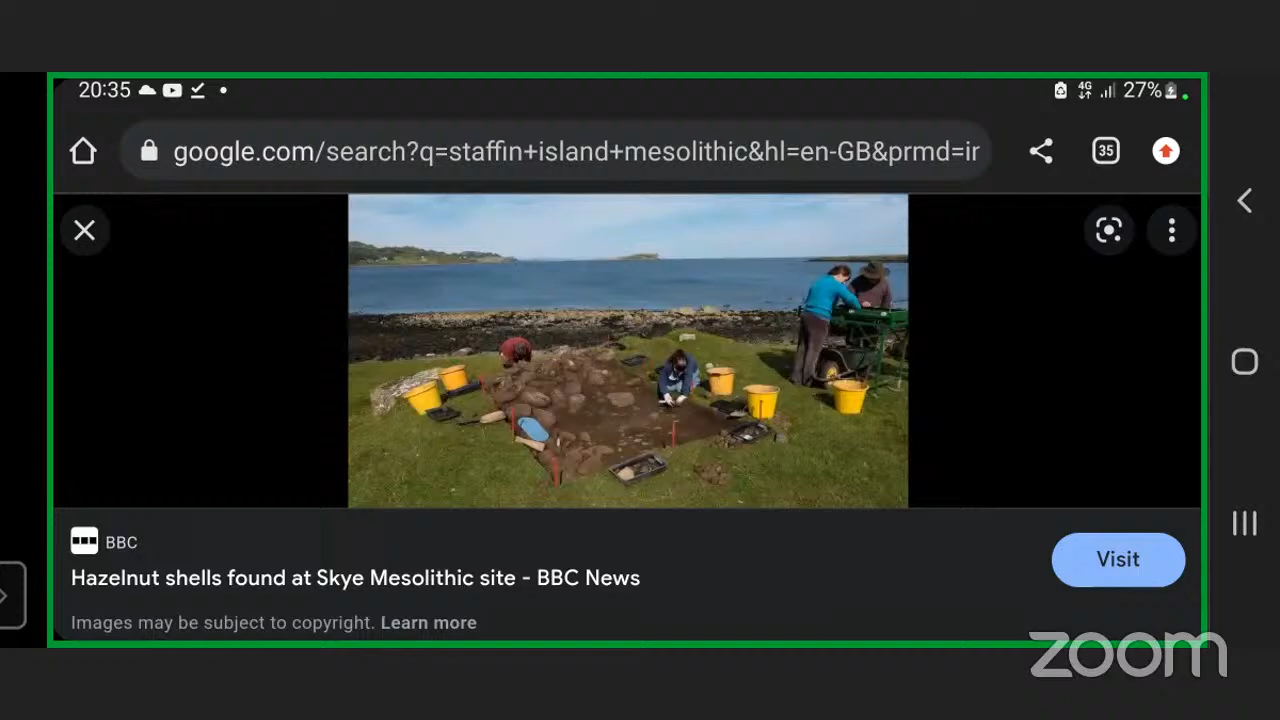 20:35
4G 27%
google.com/search?q=staffin+island+mesolithic&hl=en-GB&prmd=ir
35
BBC
Hazelnut shells found at Skye Mesolithic site - BBC News
Visit
Images may be subject to copyright. Learn more
zoom